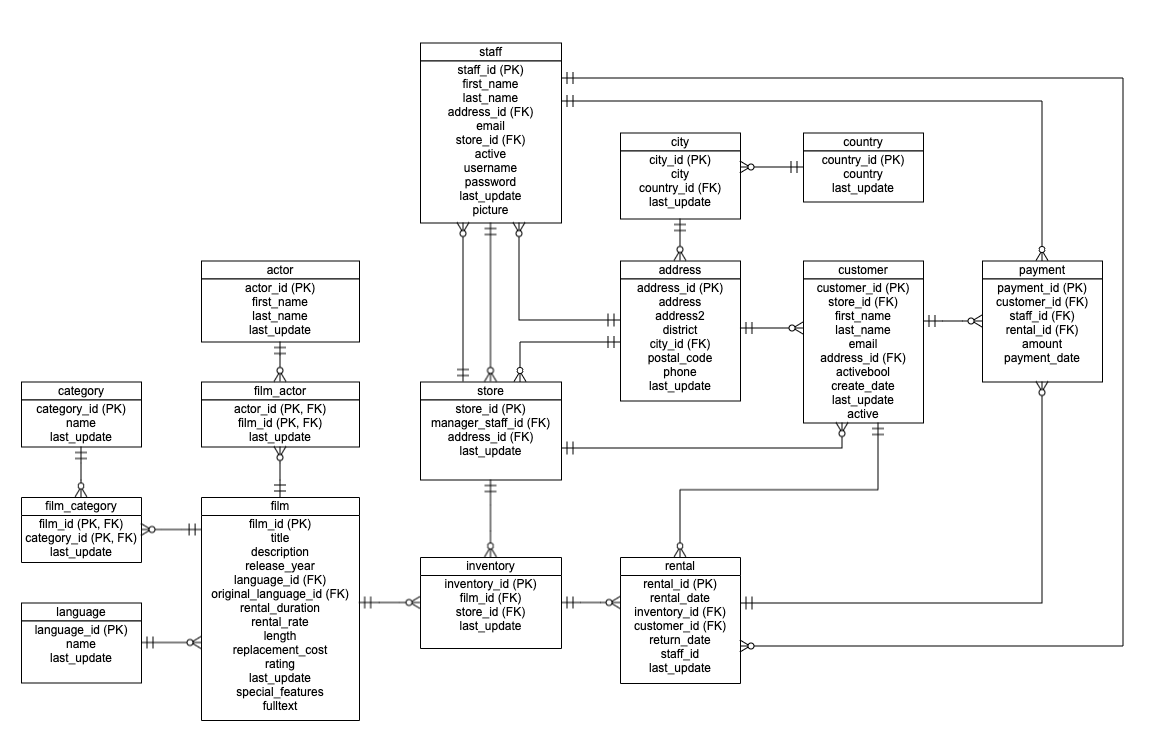 staff
staff_id (PK)
first_name
last_name
address_id (FK)
email
store_id (FK)
active
username
password
last_update
picture
city
city_id (PK)
city
country_id (FK)
last_update
country
country_id (PK)
country
last_update
actor
actor_id (PK)
first_name
last_name
last_update
address
address_id (PK)
address
address2
district
city_id (FK)
postal_code
phone
last_update
customer
customer_id (PK)
store_id (FK)
first_name
last_name
email
address_id (FK)
activebool
create_date
last_update
active
payment
payment_id (PK)
customer_id (FK)
staff_id (FK)
rental_id (FK)
amount
payment_date
category
category_id (PK)
name
last_update
film_actor
actor_id (PK, FK)
film_id (PK, FK)
last_update
store
store_id (PK)
manager_staff_id (FK)
address_id (FK)
last_update
film_category
film_id (PK, FK)
category_id (PK, FK)
last_update
film
film_id (PK)
title
description
release_year
language_id (FK)
original_language_id (FK)
rental_duration
rental_rate
length
replacement_cost
rating
last_update
special_features
fulltext
inventory
inventory_id (PK)
film_id (FK)
store_id (FK)
last_update
rental
rental_id (PK)
rental_date
inventory_id (FK)
customer_id (FK)
return_date
staff_id
last_update
language
language_id (PK)
name
last_update